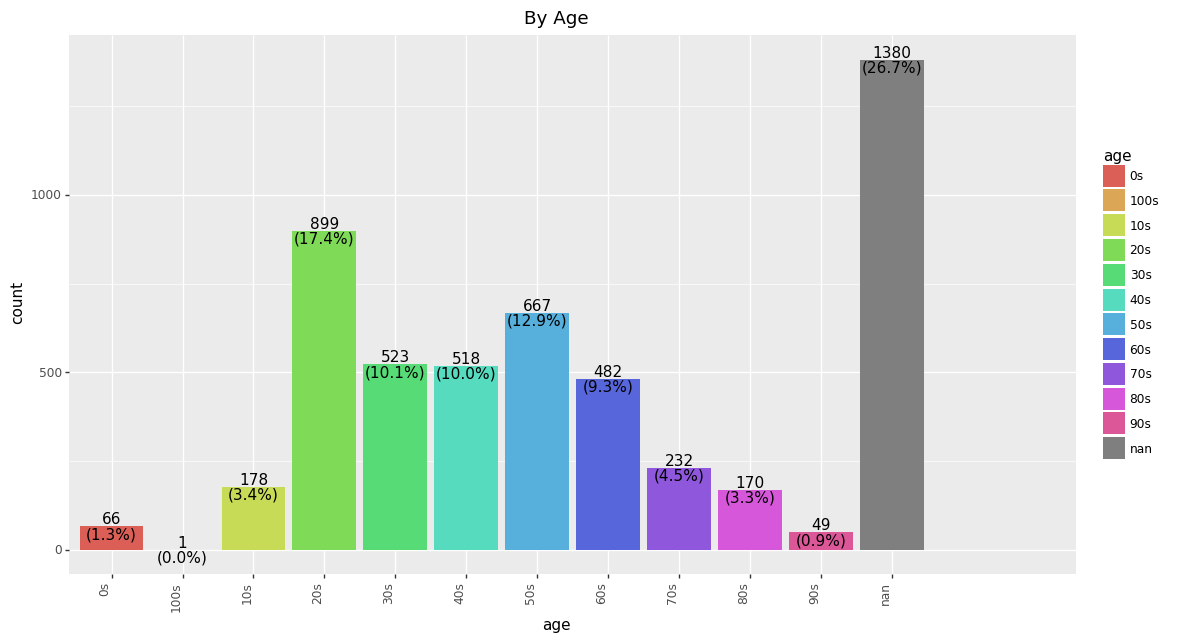 By Age
1380
(26.7%)
899
(17.4%)
667
(12.9%)
523
(10.1%)
518
(10.0%)
482
(9.3%)
232
(4.5%)
178
(3.4%)
170
(3.3%)
66
(1.3%)
49
(0.9%)
1
(0.0%)
1000
500
0
count
0s
100s
10s
20s
30s
40s
50s
60s
70s
80s
90s
nan
age
age
0s
100s
10s
20s
30s
40s
50s
60s
70s
80s
90s
nan